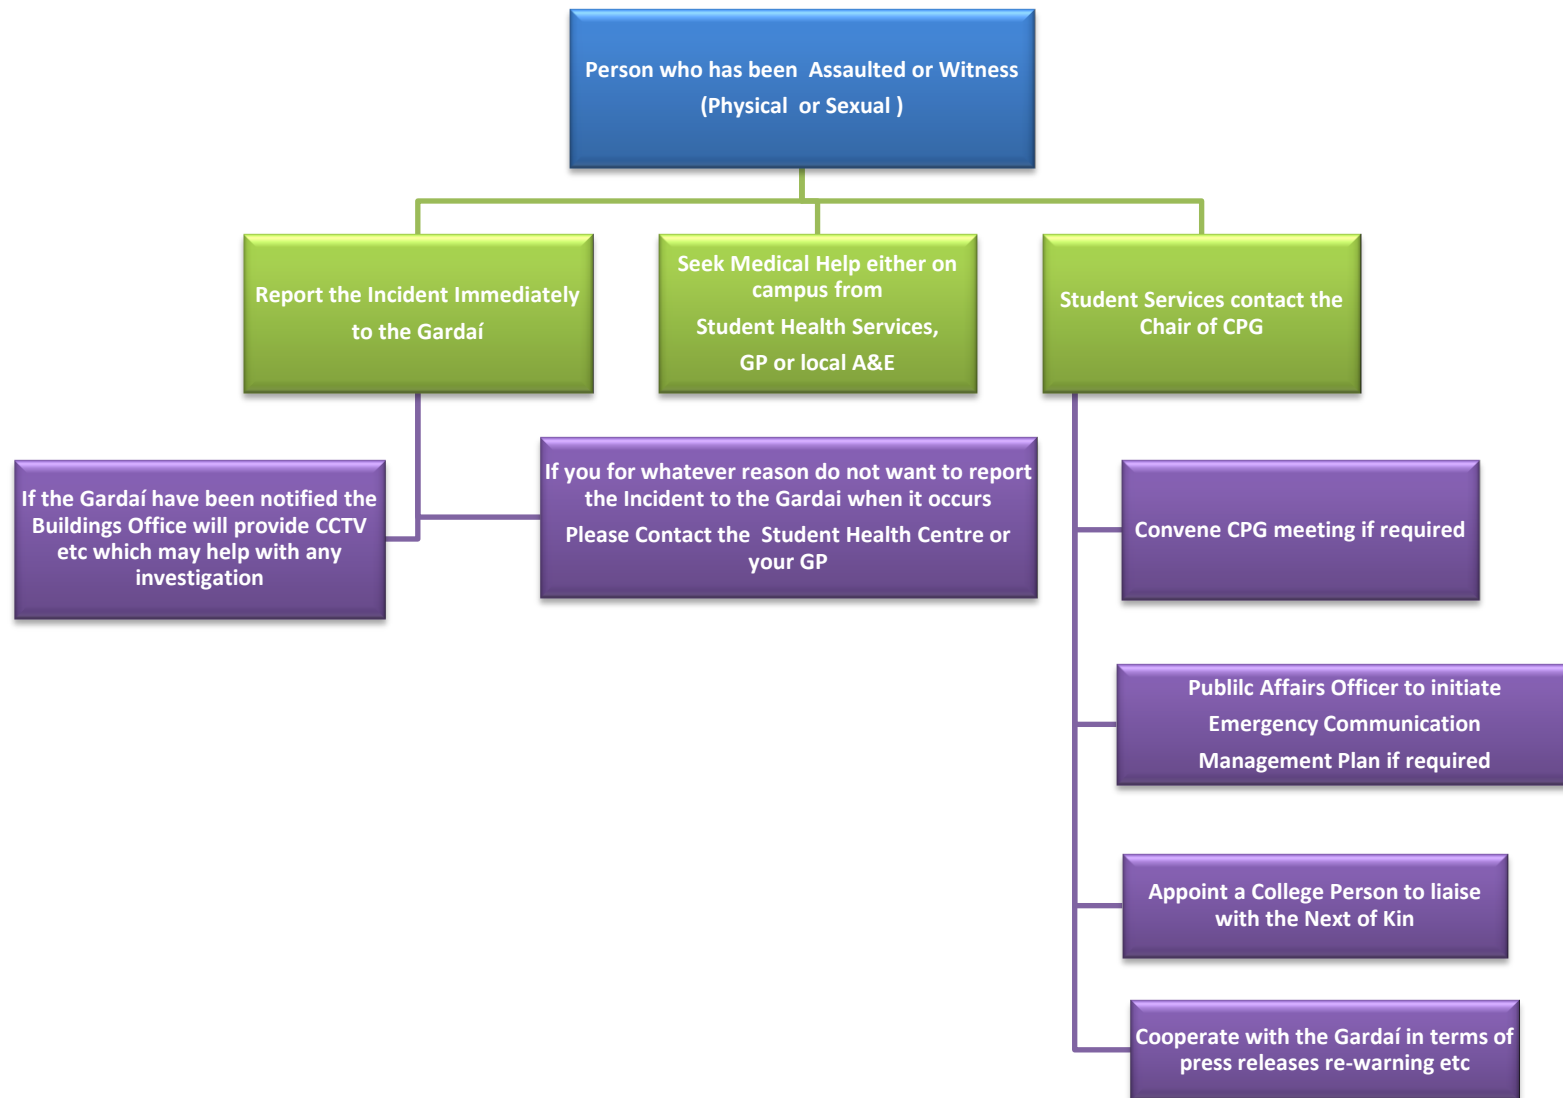 Person who has been Assaulted or Witness
(Physical or Sexual )
Report the Incident Immediately
to the Gardaí
Seek Medical Help either on
campus from
Student Health Services,
GP or local A&E
Student Services contact the
Chair of CPG
If the Gardaí have been notified the
Buildings Office will provide CCTV
etc which may help with any
investigation
If you for whatever reason do not want to report
the Incident to the Gardai when it occurs
Please Contact the Student Health Centre or
your GP
Convene CPG meeting if required
Publilc Affairs Officer to initiate
Emergency Communication
Management Plan if required
Appoint a College Person to liaise
with the Next of Kin
Cooperate with the Gardaí in terms of
press releases re-warning etc